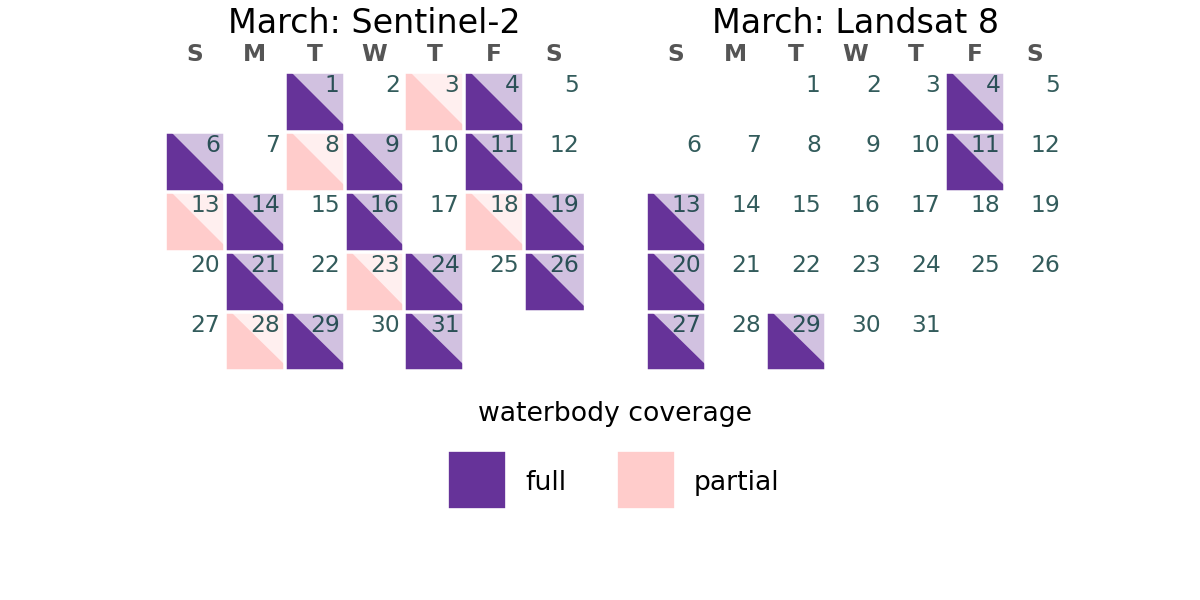 March: Sentinel-2
S M T W T F S
1 2 3 4 5
6 7 8 9 10 11 12
13 14 15 16 17 18 19
20 21 22 23 24 25 26
27 28 29 30 31
March: Landsat 8
S M T W T F S
1 2 3 4 5
6 7 8 9 10 11 12
13 14 15 16 17 18 19
20 21 22 23 24 25 26
27 28 29 30 31
waterbody coverage
full
partial